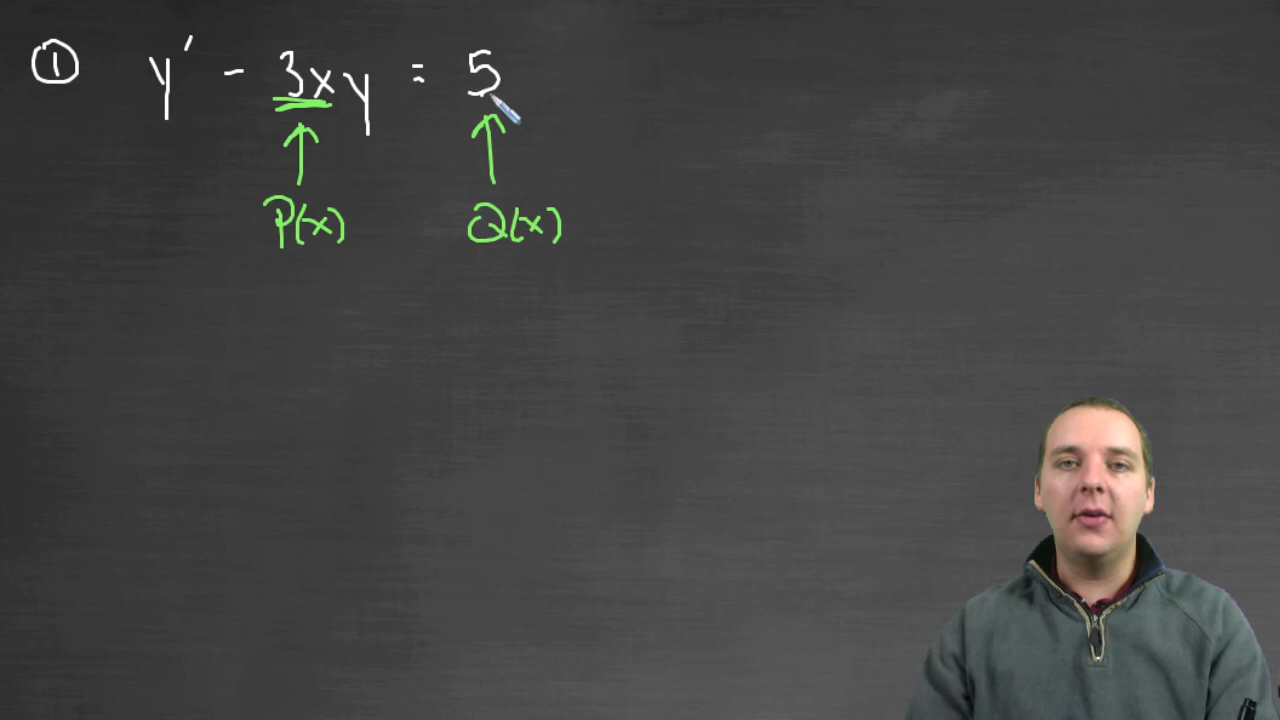 ① y′ - 3xy = 5
P(x) Q(x)